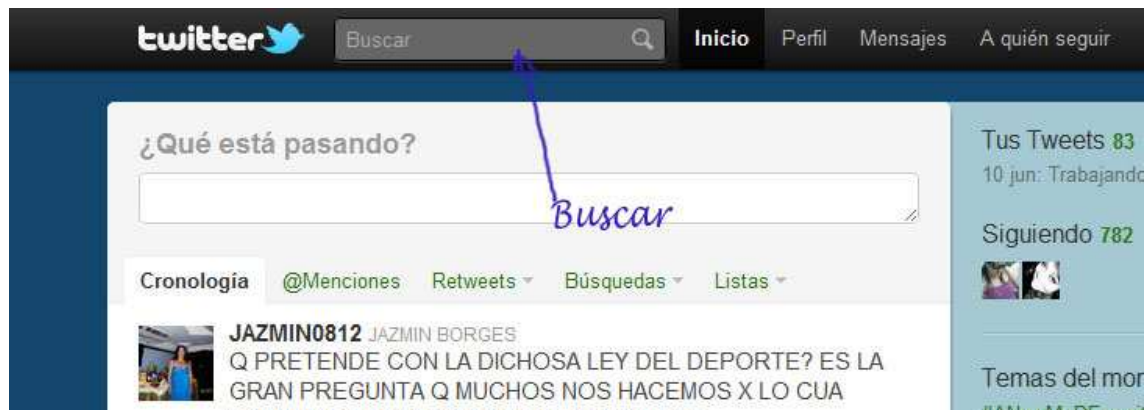 twitter Buscar Inicio Perfil Mensajes A quién seguir
¿Qué está pasando?
Buscar
Tus Tweets 83
10 jun: Trabajando
Siguiendo 782
Cronología @Menciones Retweets Búsquedas Listas
JAZMIN0812 JAZMIN BORGES
Q PRETENDE CON LA DICHOSA LEY DEL DEPORTE? ES LA
GRAN PREGUNTA Q MUCHOS NOS HACEMOS X LO CUA
Temas del mor